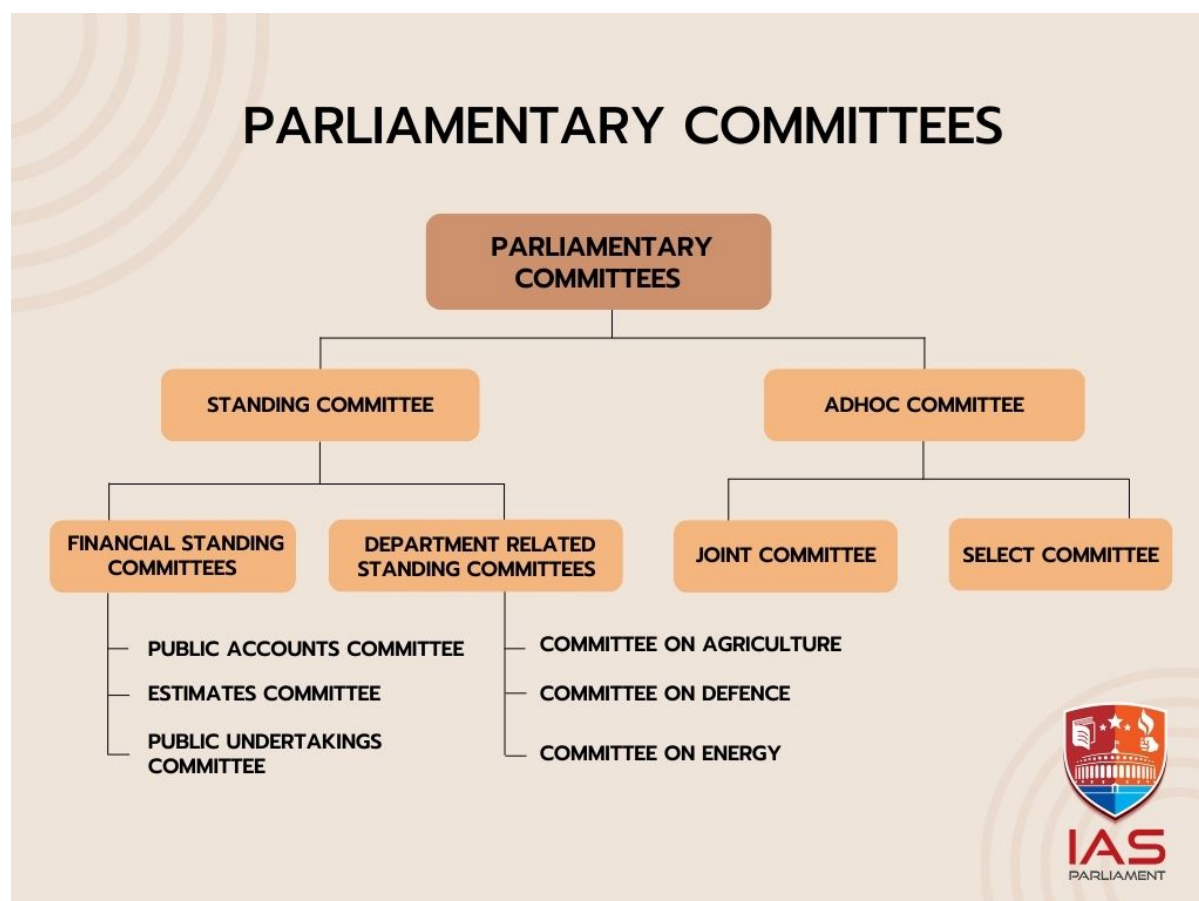 PARLIAMENTARY COMMITTEES
PARLIAMENTARY
COMMITTEES
STANDING COMMITTEE
ADHOC COMMITTEE
FINANCIAL STANDING
COMMITTEES
DEPARTMENT RELATED
STANDING COMMITTEES
JOINT COMMITTEE
SELECT COMMITTEE
PUBLIC ACCOUNTS COMMITTEE
ESTIMATES COMMITTEE
PUBLIC UNDERTAKINGS
COMMITTEE
COMMITTEE ON AGRICULTURE
COMMITTEE ON DEFENCE
COMMITTEE ON ENERGY
IAS
PARLIAMENT